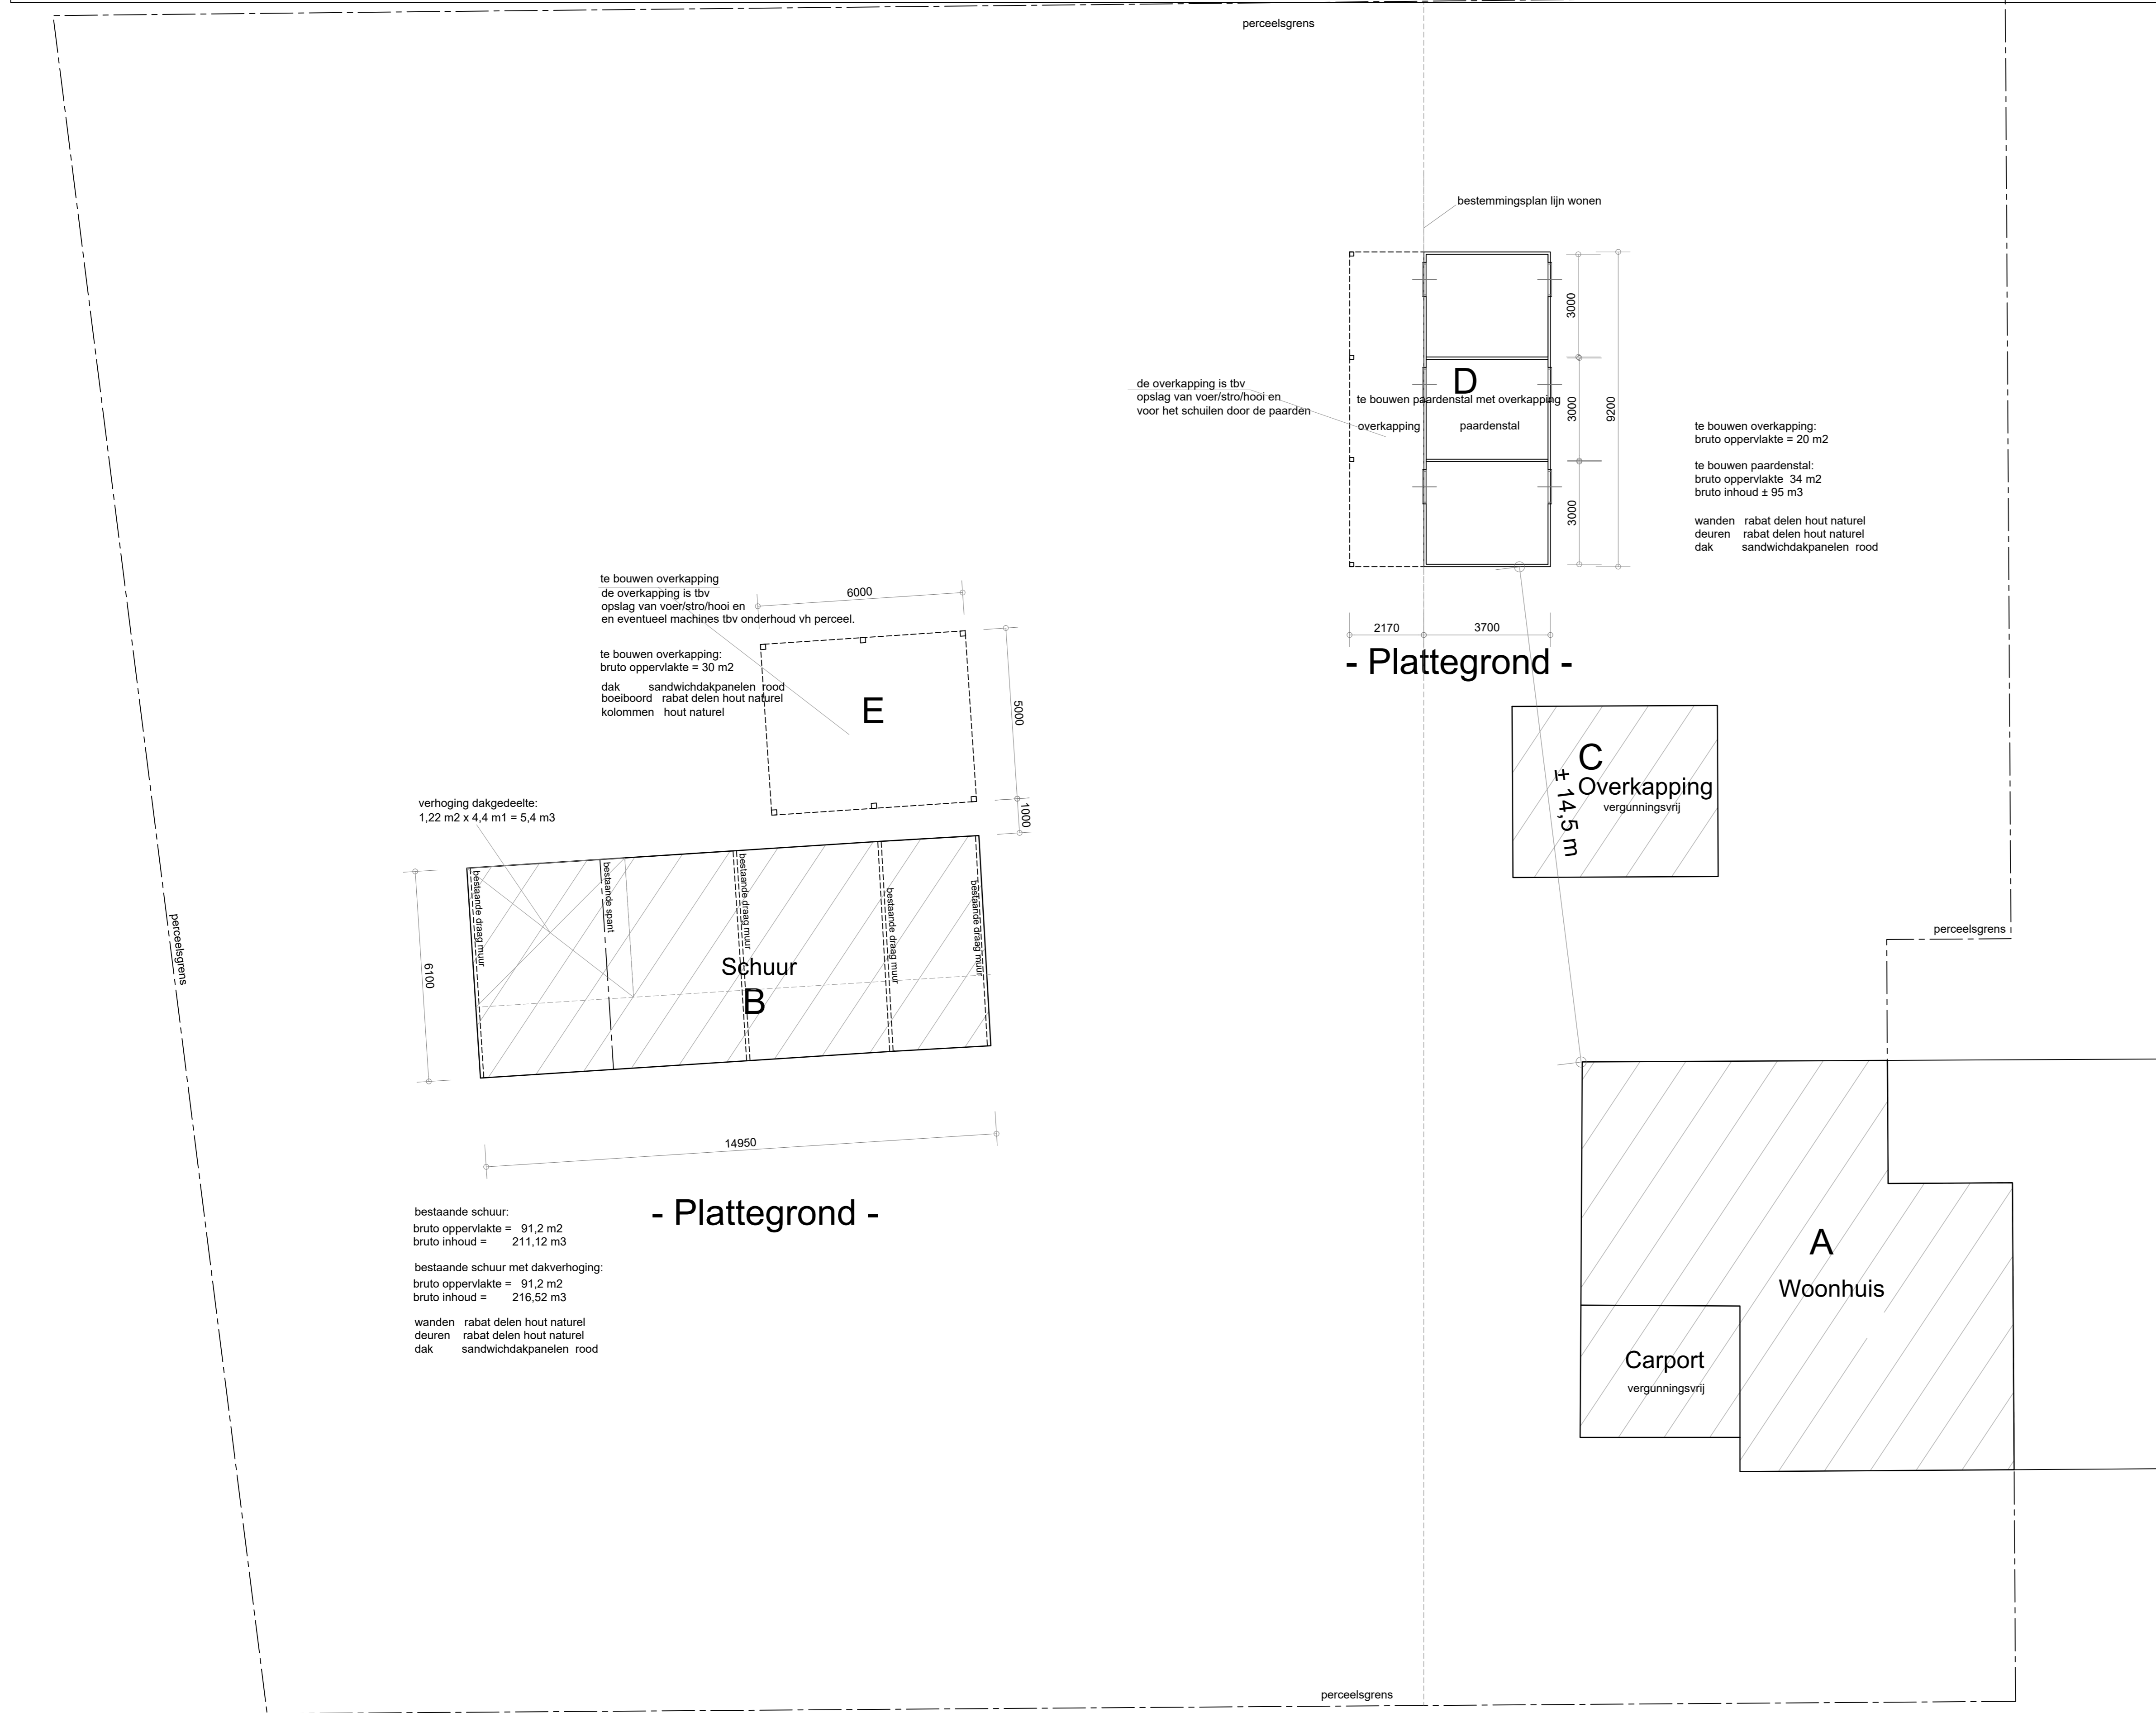 perceelsgrens
bestemmingsplan lijn wonen
3000
3000
3000
9200
de overkapping is tbv
opslag van voer/stro/hooi en
voor het schuilen door de paarden
D
te bouwen paardenstal met overkapping
overkapping
paardenstal
te bouwen overkapping:
bruto oppervlakte = 20 m2
te bouwen paardenstal:
bruto oppervlakte 34 m2
bruto inhoud ± 95 m3
wanden rabat delen hout naturel
deuren rabat delen hout naturel
dak sandwichdakpanelen rood
2170
3700
- Plattegrond -
te bouwen overkapping
de overkapping is tbv
opslag van voer/stro/hooi en
en eventueel machines tbv onderhoud vh perceel.
te bouwen overkapping:
bruto oppervlakte = 30 m2
dak sandwichdakpanelen rood
boeiboord rabat delen hout naturel
kolommen hout naturel
6000
5000
1000
E
C
Overkapping
vergunningsvrij
± 14,5 m
verhoging dakgedeelte:
1,22 m2 x 4,4 m1 = 5,4 m3
bestaande draag muur
bestaande spant
bestaande draag muur
bestaande draag muur
bestaande draag muur
Schuur
B
6100
14950
perceelsgrens
perceelsgrens
- Plattegrond -
bestaande schuur:
bruto oppervlakte = 91,2 m2
bruto inhoud = 211,12 m3
bestaande schuur met dakverhoging:
bruto oppervlakte = 91,2 m2
bruto inhoud = 216,52 m3
wanden rabat delen hout naturel
deuren rabat delen hout naturel
dak sandwichdakpanelen rood
A
Woonhuis
Carport
vergunningsvrij
perceelsgrens